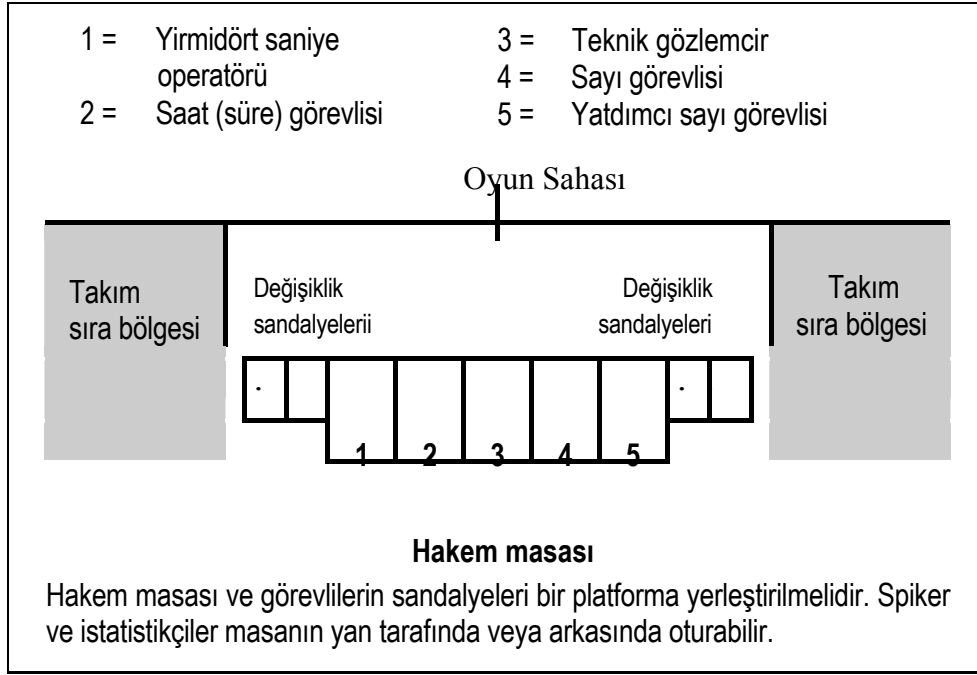 1 = Yirmidört saniye
operatörü
2 = Saat (süre) görevlisi
3 = Teknik gözlemcir
4 = Sayı görevlisi
5 = Yatdımcı sayı görevlisi
Oyun Sahası
Takım
sıra bölgesi
Değişiklik
sandalyelerii
Değişiklik
sandalyeleri
Takım
sıra bölgesi
1 2 3 4 5
Hakem masası
Hakem masası ve görevlilerin sandalyeleri bir platforma yerleştirilmelidir. Spiker
ve istatistikçiler masanın yan tarafında veya arkasında oturabilir.